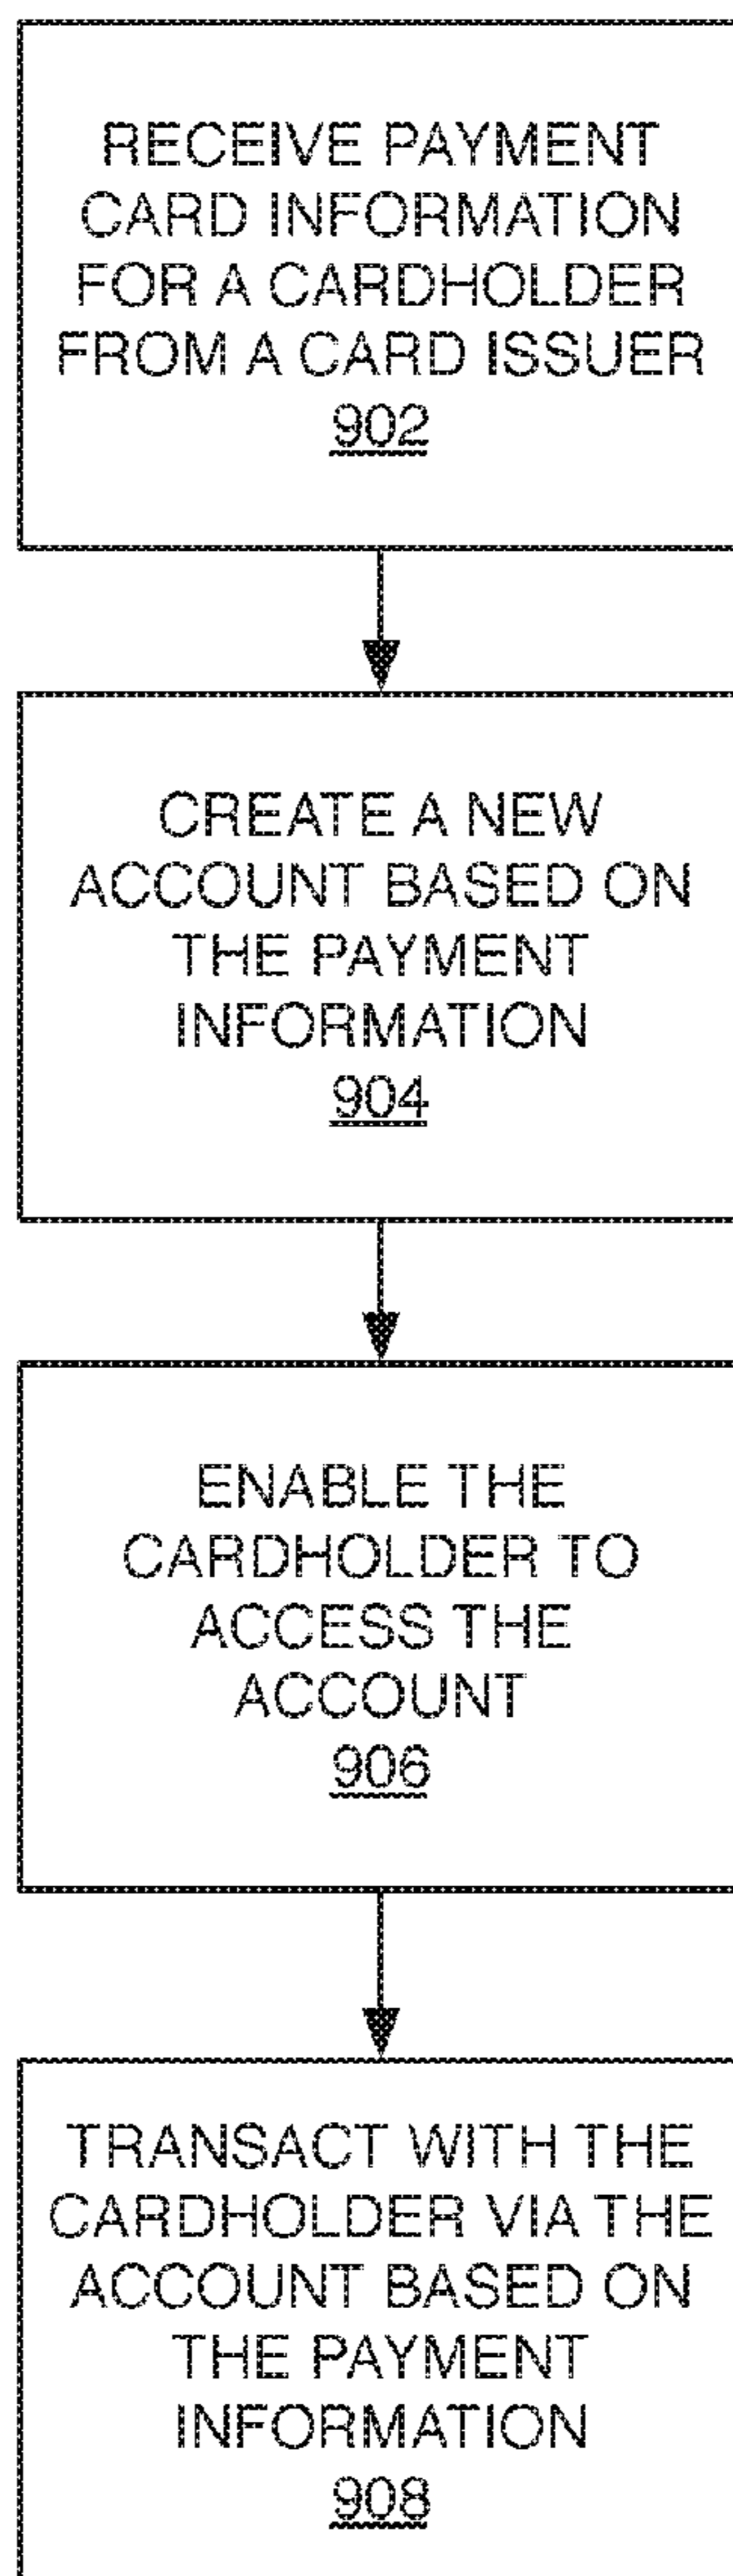 RECEIVE PAYMENT
CARD INFORMATION
FOR A CARDHOLDER
FROM A CARD ISSUER
902
CREATE A NEW
ACCOUNT BASED ON
THE PAYMENT
INFORMATION
904
ENABLE THE
CARDHOLDER TO
ACCESS THE
ACCOUNT
906
TRANSACT WITH THE
CARDHOLDER VIA THE
ACCOUNT BASED ON
THE PAYMENT
INFORMATION
908